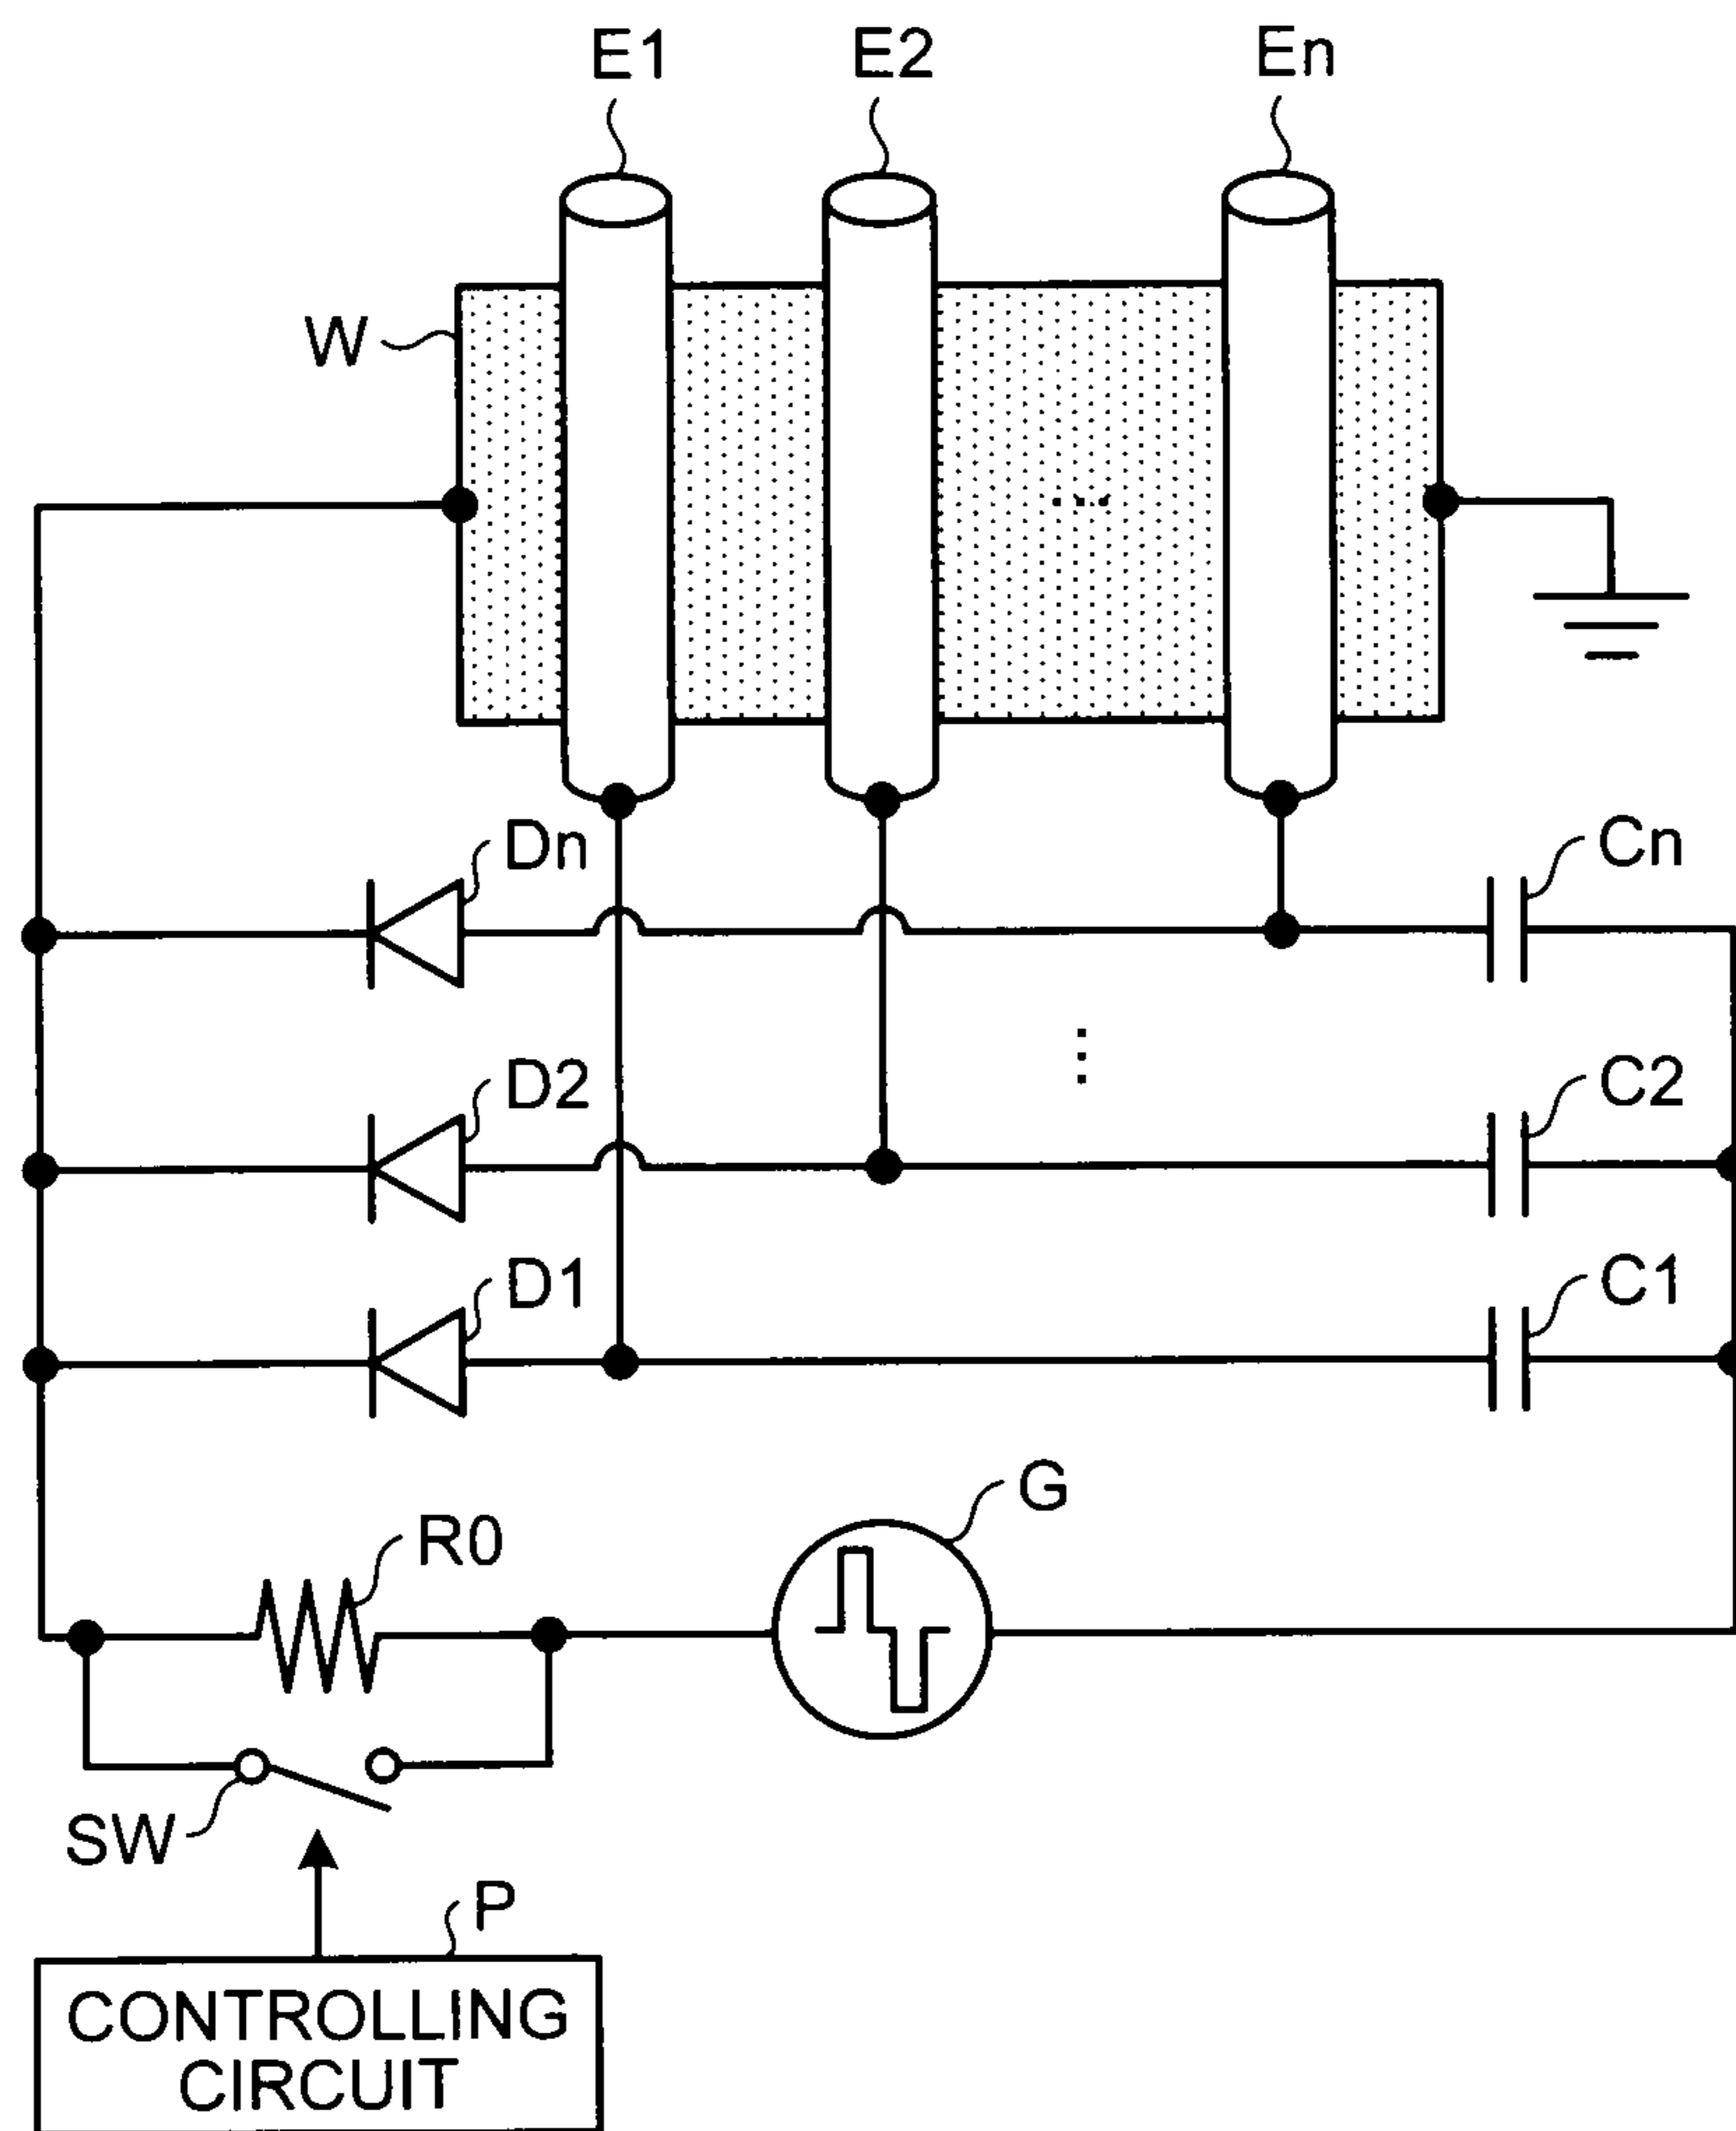 E1 E2 En
W
...
Dn Cn
⋮
D2 C2
D1 C1
G
R0
SW
P
CONTROLLING
CIRCUIT